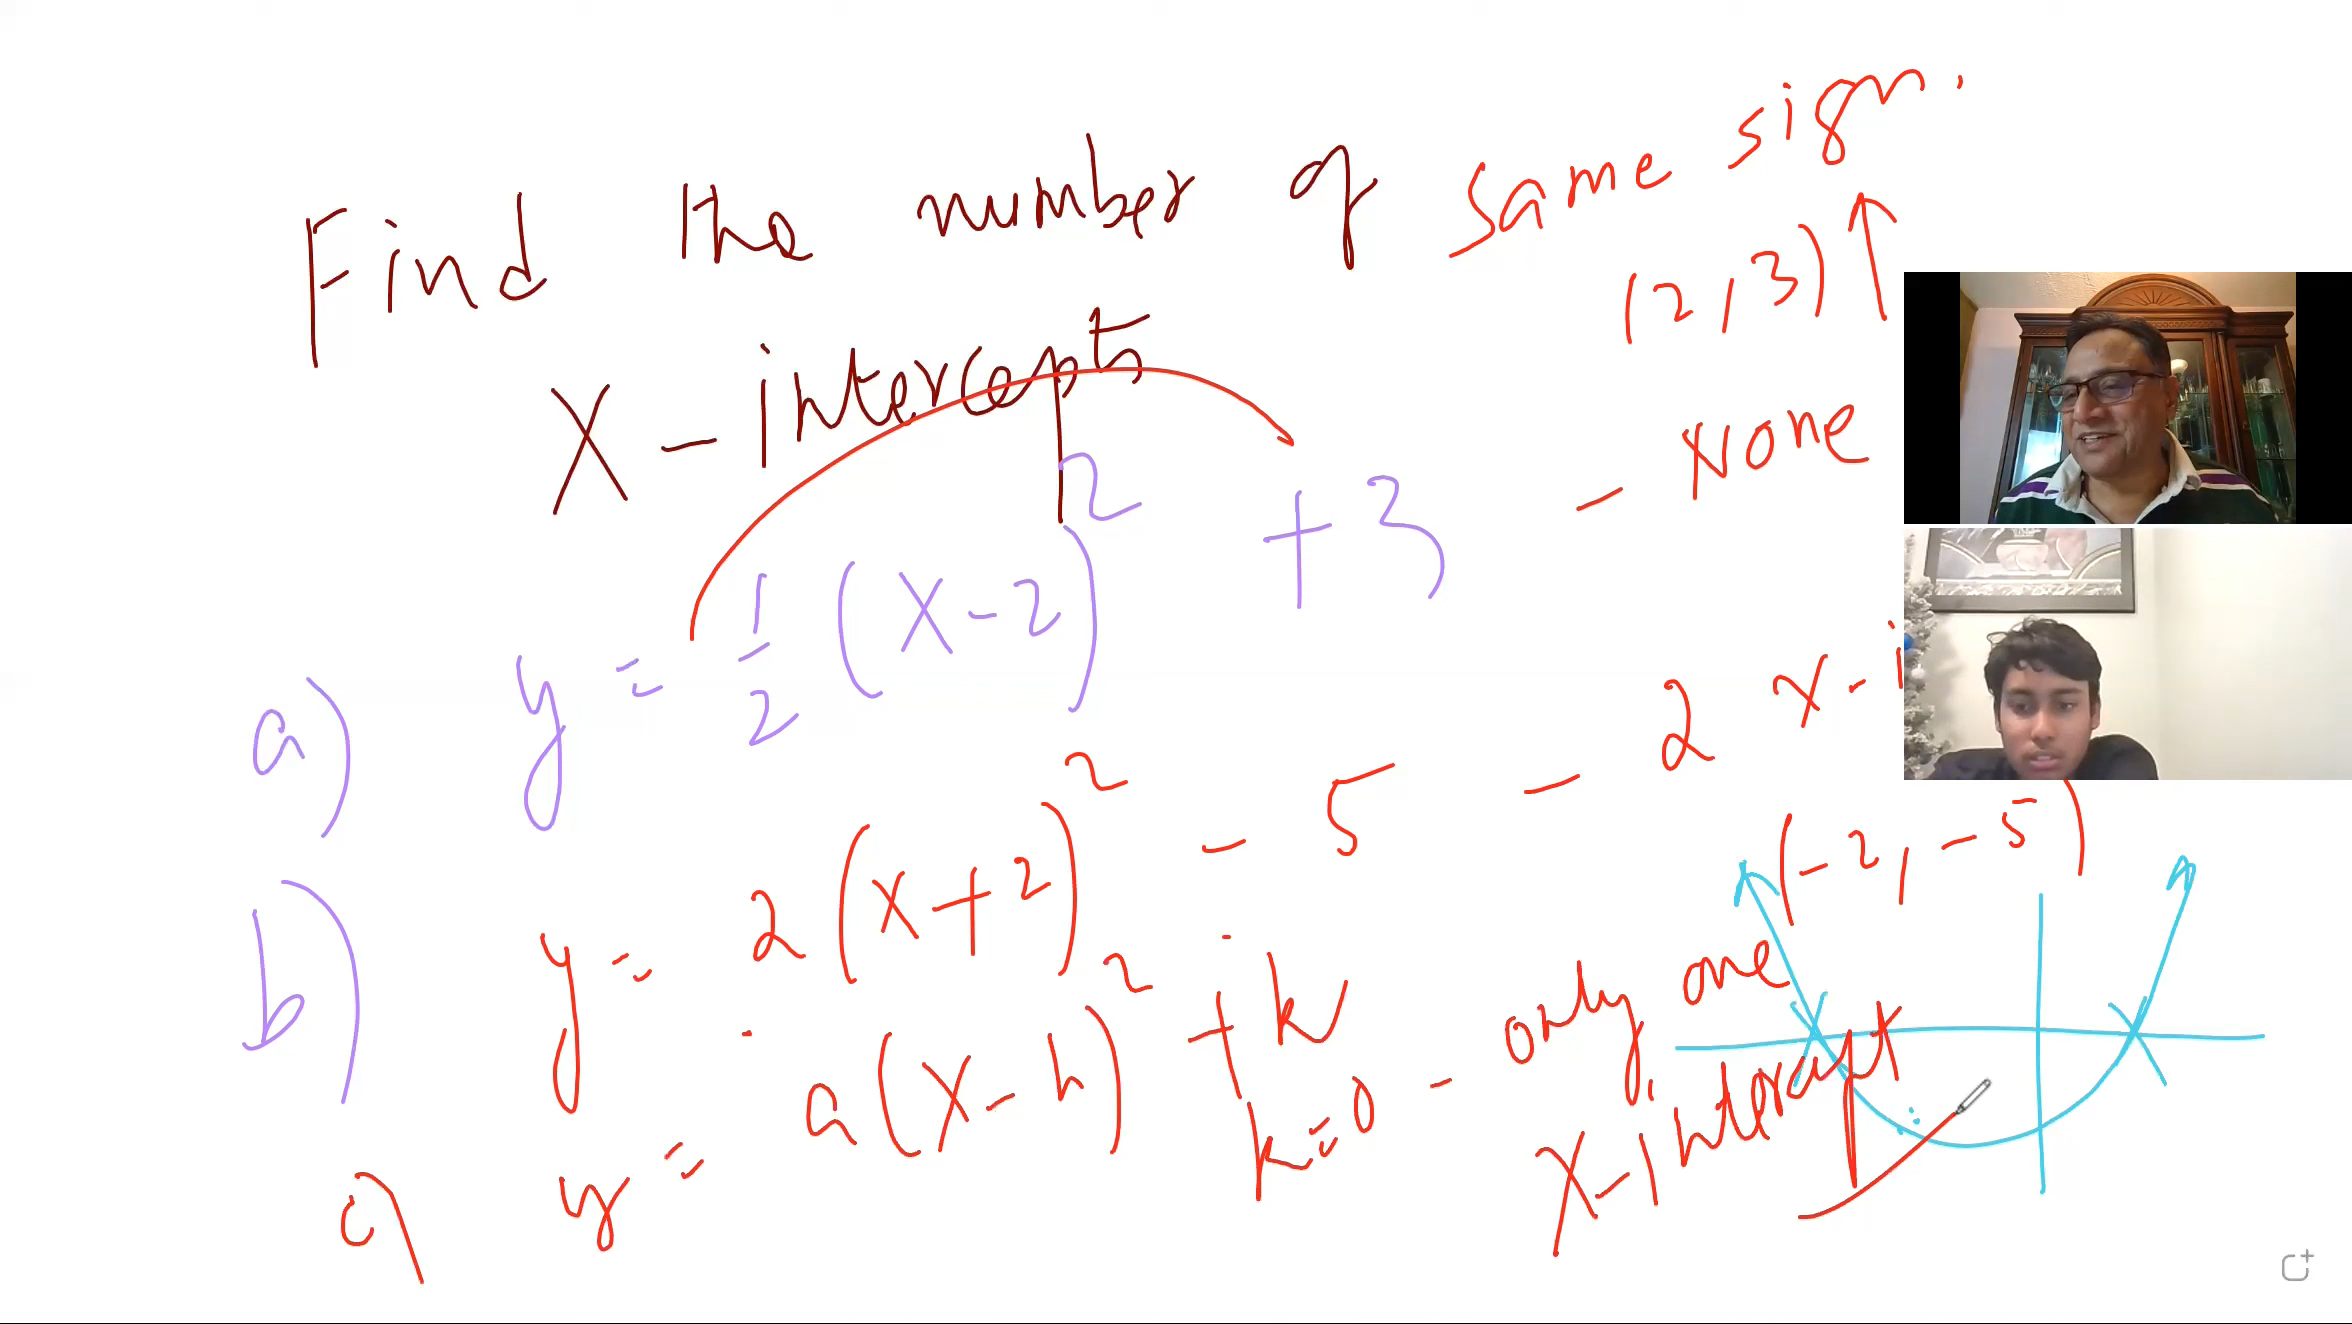 Find the number of same sign.
(2, 3) ↑
X - intercepts
a) y = 1/2 (x - 2)² + 3 - None
b) y = 2 (x + 2)² - 5 - 2 x - i
(-2, -5)
c) y = a (x - h)² + k
k = 0 - only one
x - intercept